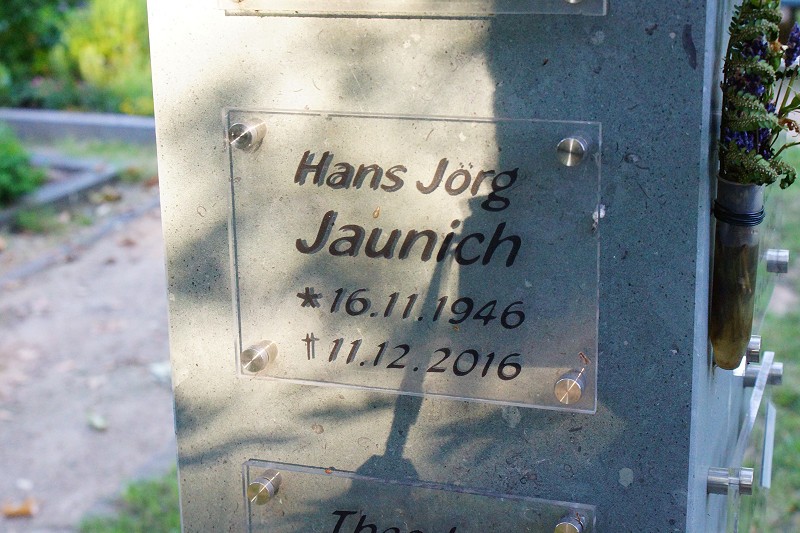 Hans Jörg
Jaunich
* 16.11.1946
† 11.12.2016